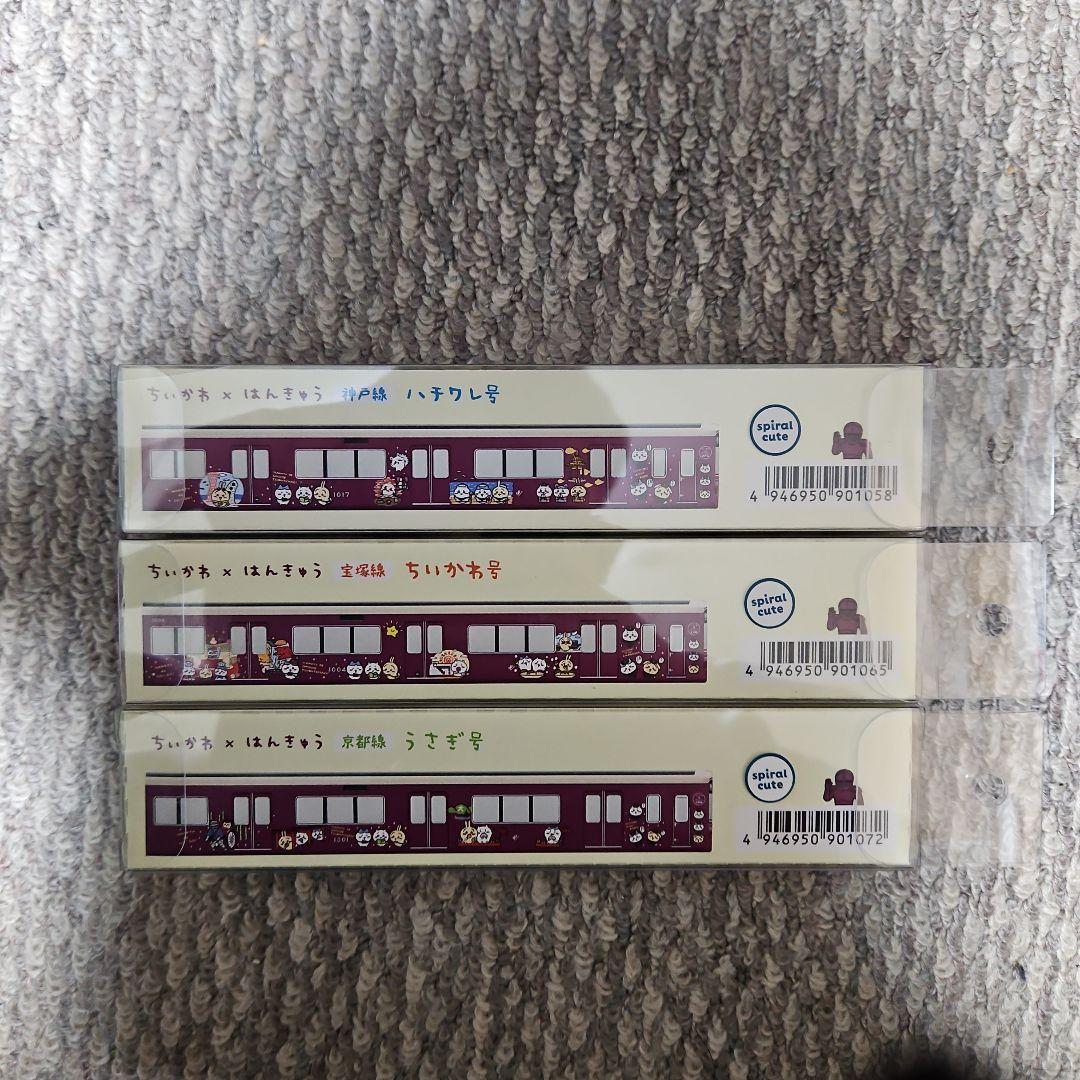 ちいかわ × はんきゅう 神戸線 ハチワレ号
spiral
cute
1017
4 946950 901058
ちいかわ × はんきゅう 宝塚線 ちいかわ号
spiral
cute
1004
4 946950 901065
ちいかわ × はんきゅう 京都線 うさぎ号
spiral
cute
1301
4 946950 901072